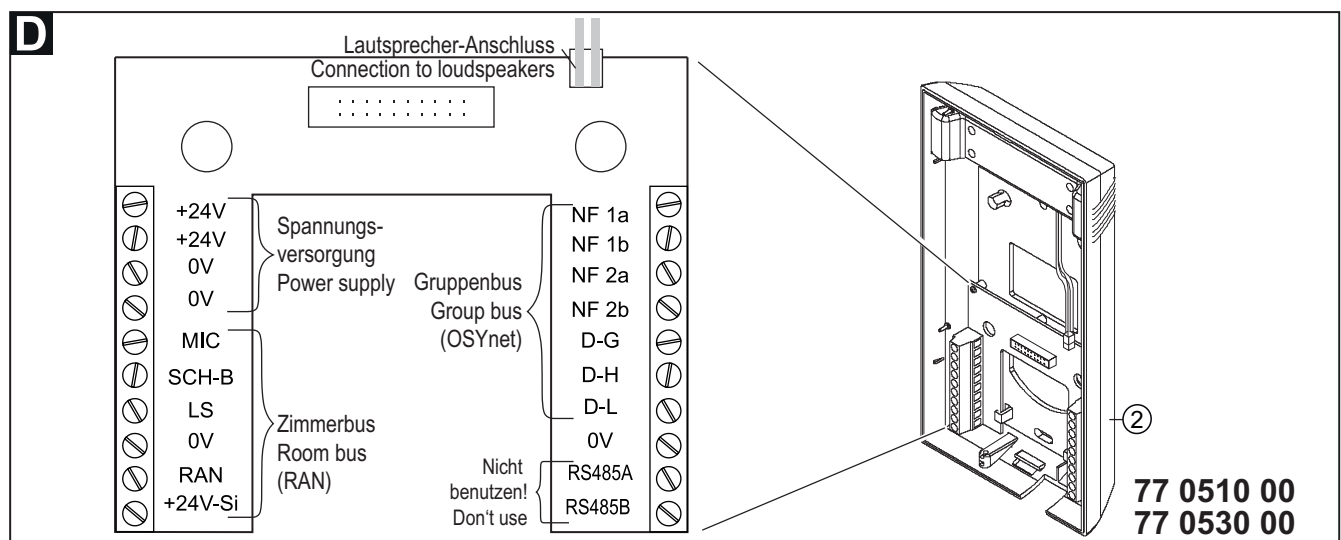 D
Lautsprecher-Anschluss
Connection to loudspeakers
+24V
+24V
0V
0V
Spannungs-
versorgung
Power supply
MIC
SCH-B
LS
0V
RAN
+24V-Si
Zimmerbus
Room bus
(RAN)
Gruppenbus
Group bus
(OSYnet)
NF 1a
NF 1b
NF 2a
NF 2b
D-G
D-H
D-L
0V
Nicht
benutzen!
Don't use
RS485A
RS485B
2
77 0510 00
77 0530 00